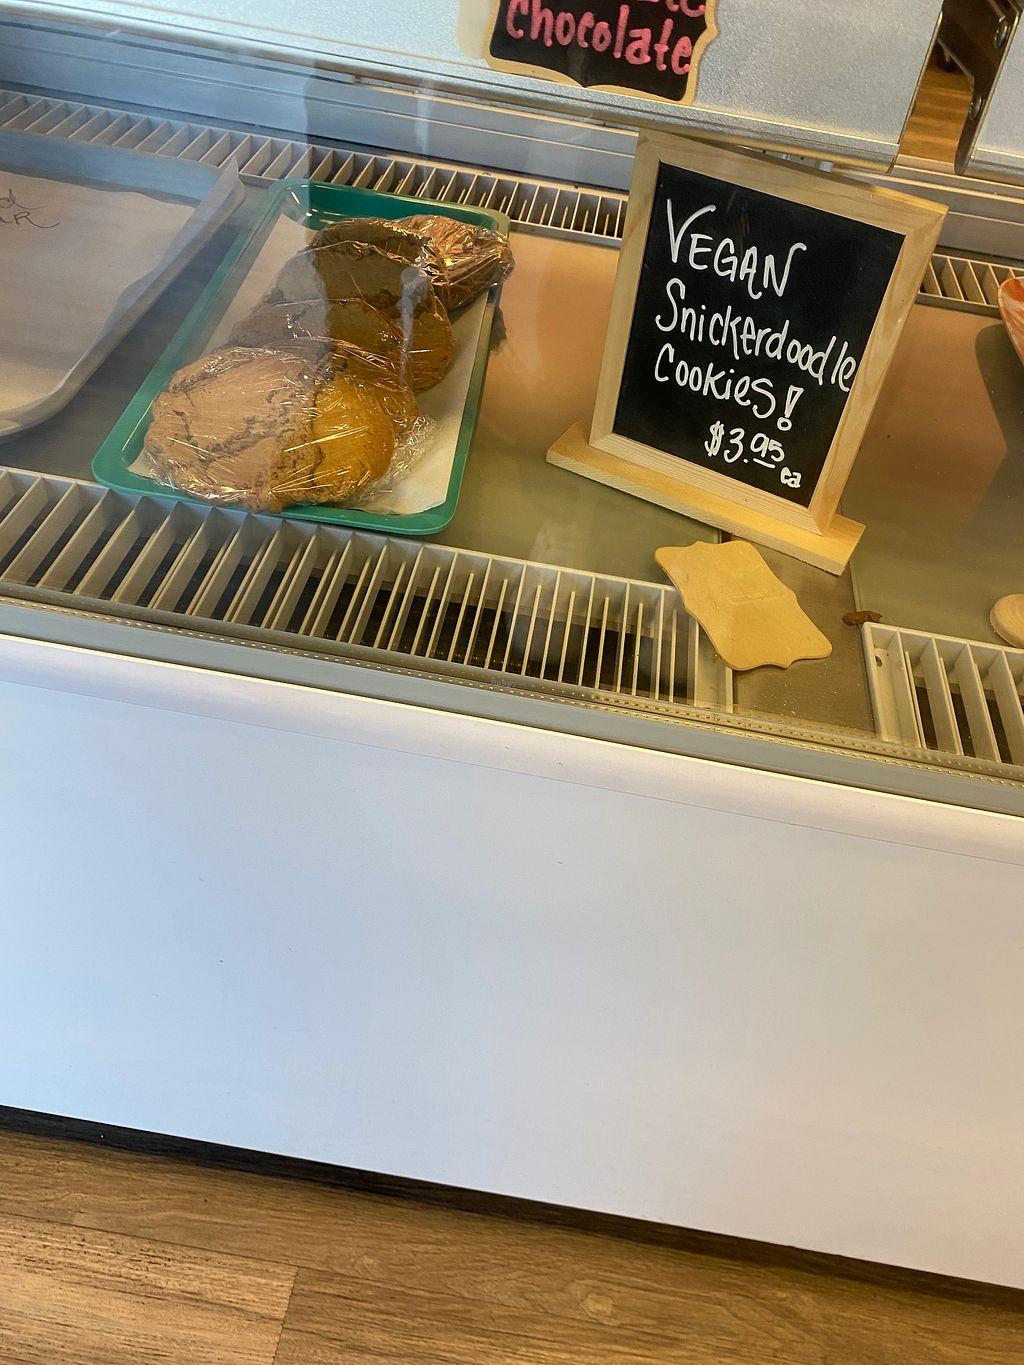 Chocolate
VEGAN
Snickerdoodle
Cookies!
$3.95
ea